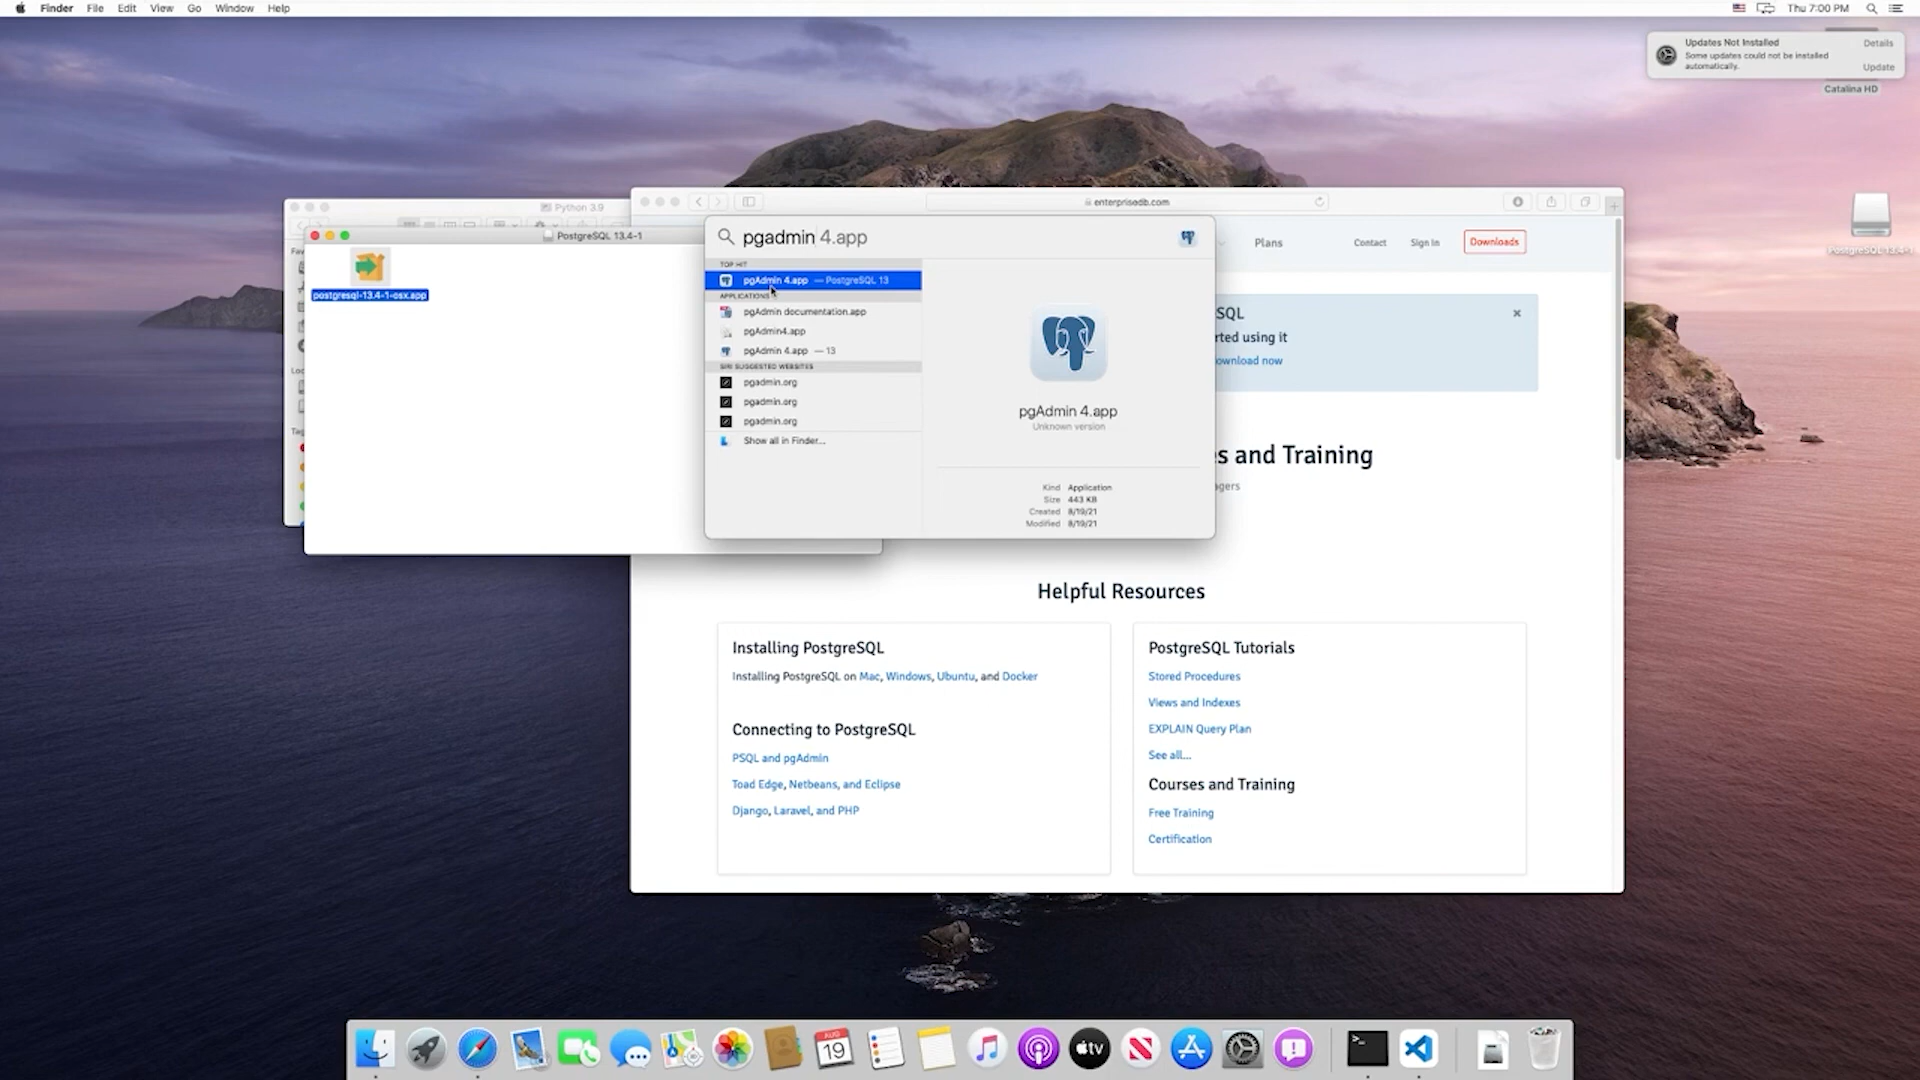 Finder File Edit View Go Window Help
Thu 7:00 PM
Updates Not Installed
Some updates could not be installed
automatically.
Details
Update
Catalina HD
PostgreSQL 13.4-1
Python 3.9
PostgreSQL 13.4-1
postgresql-13.4-1-osx.app
enterprisedb.com
Plans
Contact
Sign In
Downloads
pgadmin 4.app
TOP HIT
pgAdmin 4.app — PostgreSQL 13
APPLICATIONS
pgAdmin documentation.app
pgAdmin4.app
pgAdmin 4.app — 13
SIRI SUGGESTED WEBSITES
pgadmin.org
pgadmin.org
pgadmin.org
Show all in Finder...
pgAdmin 4.app
Unknown version
Kind Application
Size 443 KB
Created 8/19/21
Modified 8/19/21
SQL
rted using it
ownload now
s and Training
agers
Helpful Resources
Installing PostgreSQL
Installing PostgreSQL on Mac, Windows, Ubuntu, and Docker
Connecting to PostgreSQL
PSQL and pgAdmin
Toad Edge, Netbeans, and Eclipse
Django, Laravel, and PHP
PostgreSQL Tutorials
Stored Procedures
Views and Indexes
EXPLAIN Query Plan
See all...
Courses and Training
Free Training
Certification
AUG
19
tv